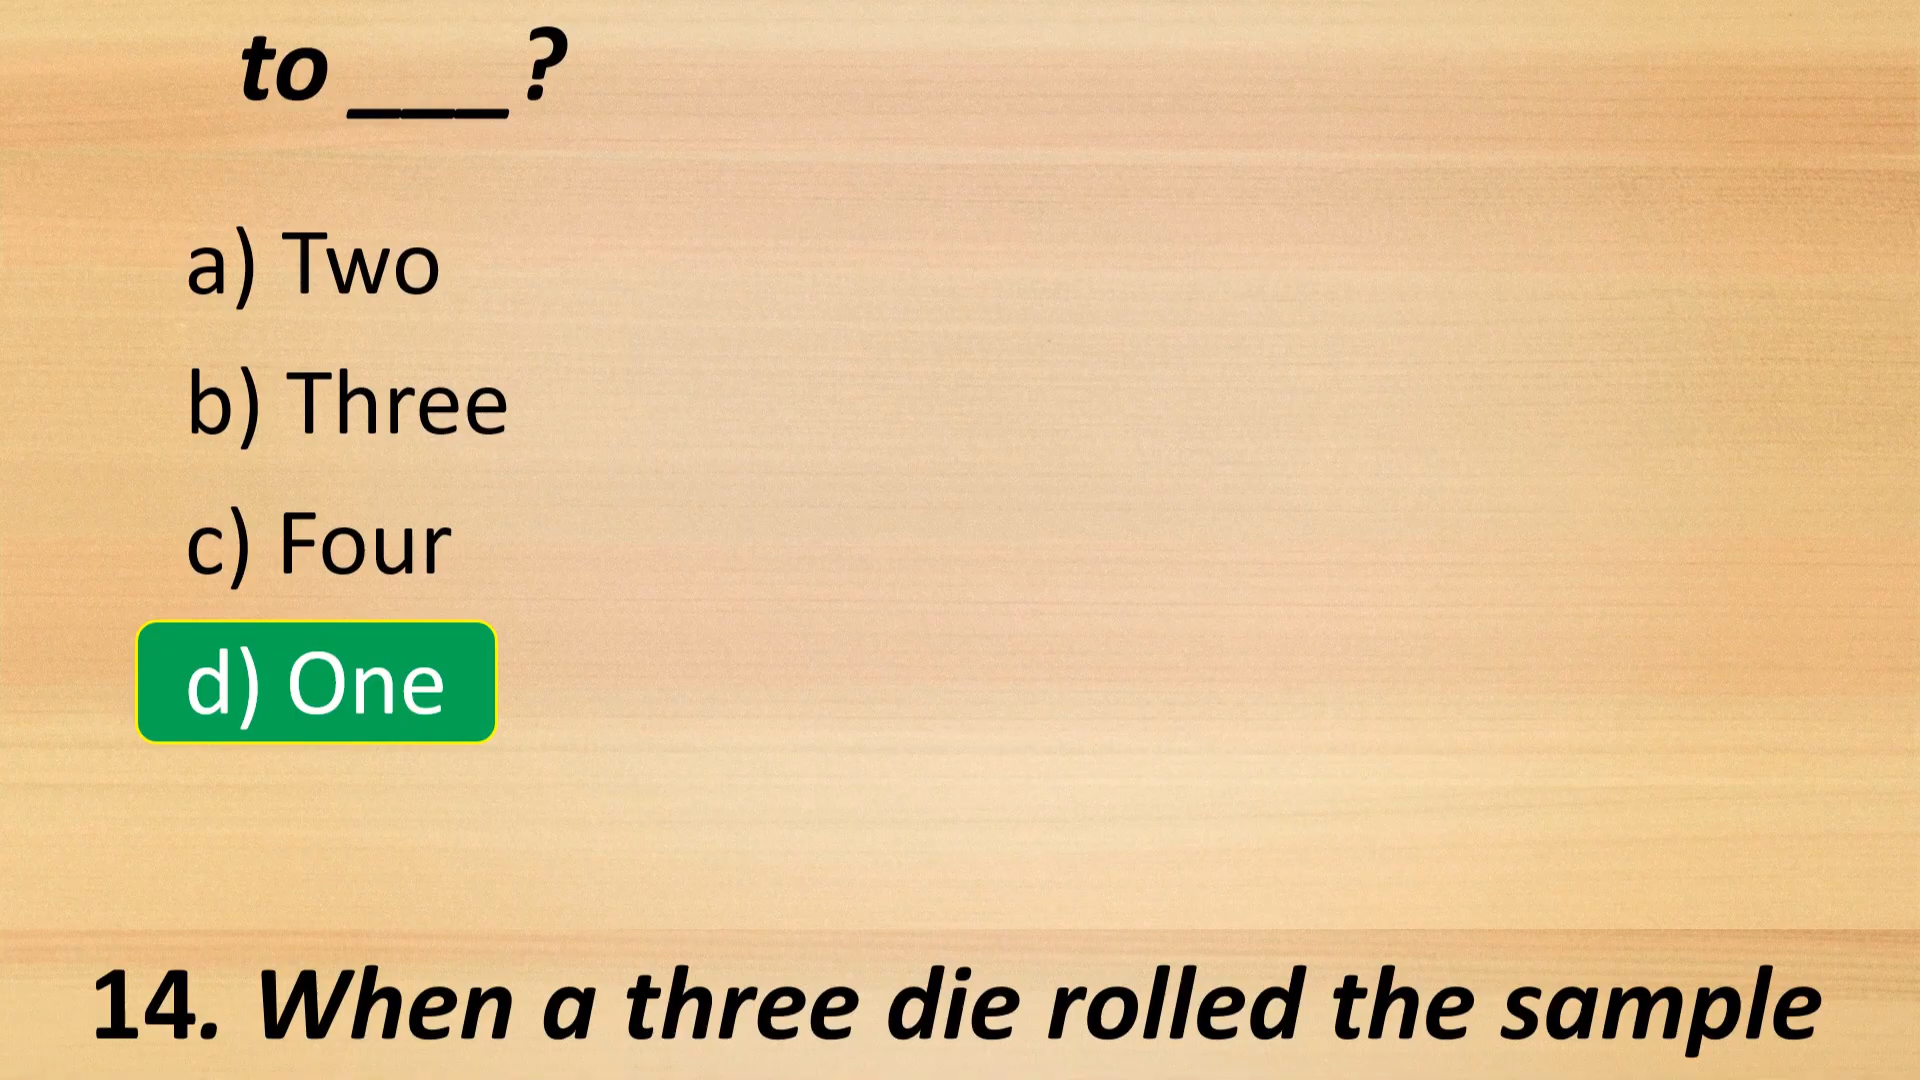 to ___?
a) Two
b) Three
c) Four
d) One
14. When a three die rolled the sample